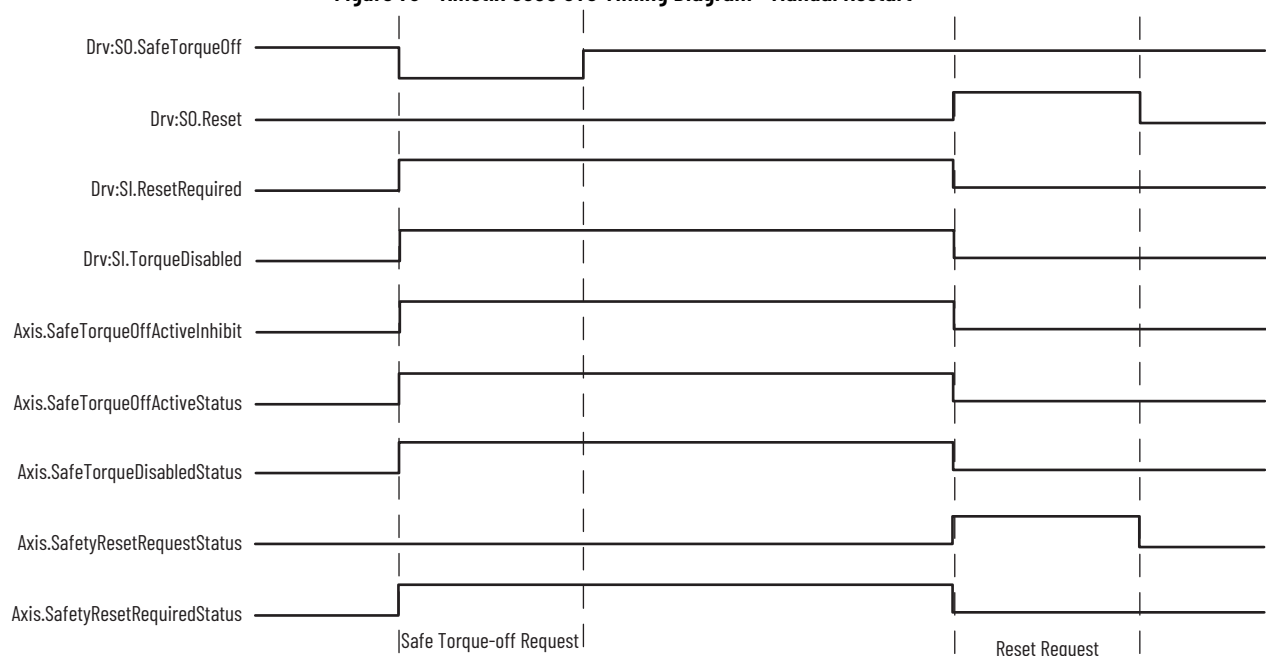 Drv:SO.SafeTorqueOff
Drv:SO.Reset
Drv:SI.ResetRequired
Drv:SI.TorqueDisabled
Axis.SafeTorqueOffActiveInhibit
Axis.SafeTorqueOffActiveStatus
Axis.SafeTorqueDisabledStatus
Axis.SafetyResetRequestStatus
Axis.SafetyResetRequiredStatus
Safe Torque-off Request
Reset Request